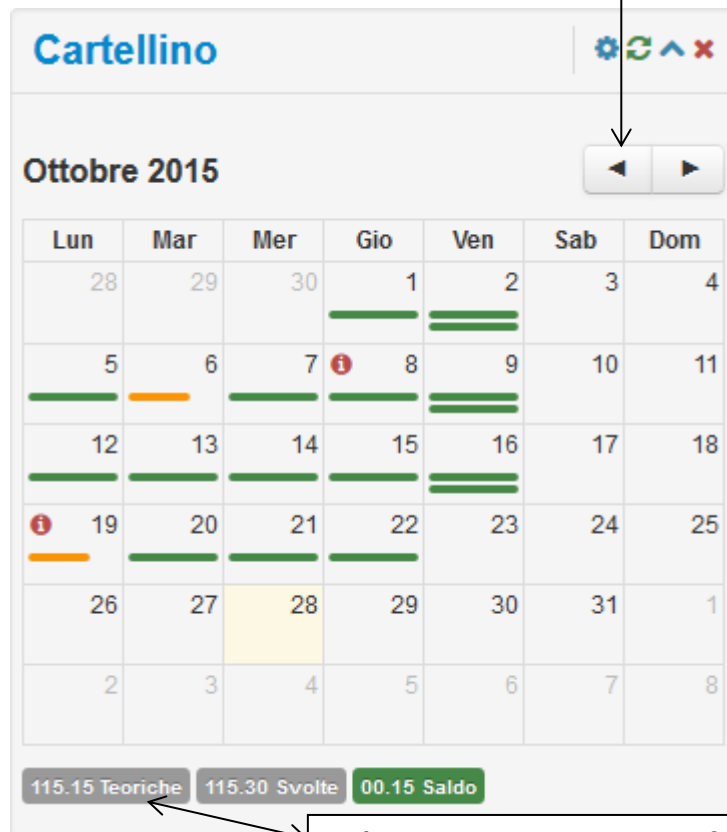 Cartellino
Ottobre 2015
Lun Mar Mer Gio Ven Sab Dom
28 29 30 1 2 3 4
5 6 7 8 9 10 11
12 13 14 15 16 17 18
19 20 21 22 23 24 25
26 27 28 29 30 31 1
2 3 4 5 6 7 8
115.15 Teoriche 115.30 Svolte 00.15 Saldo